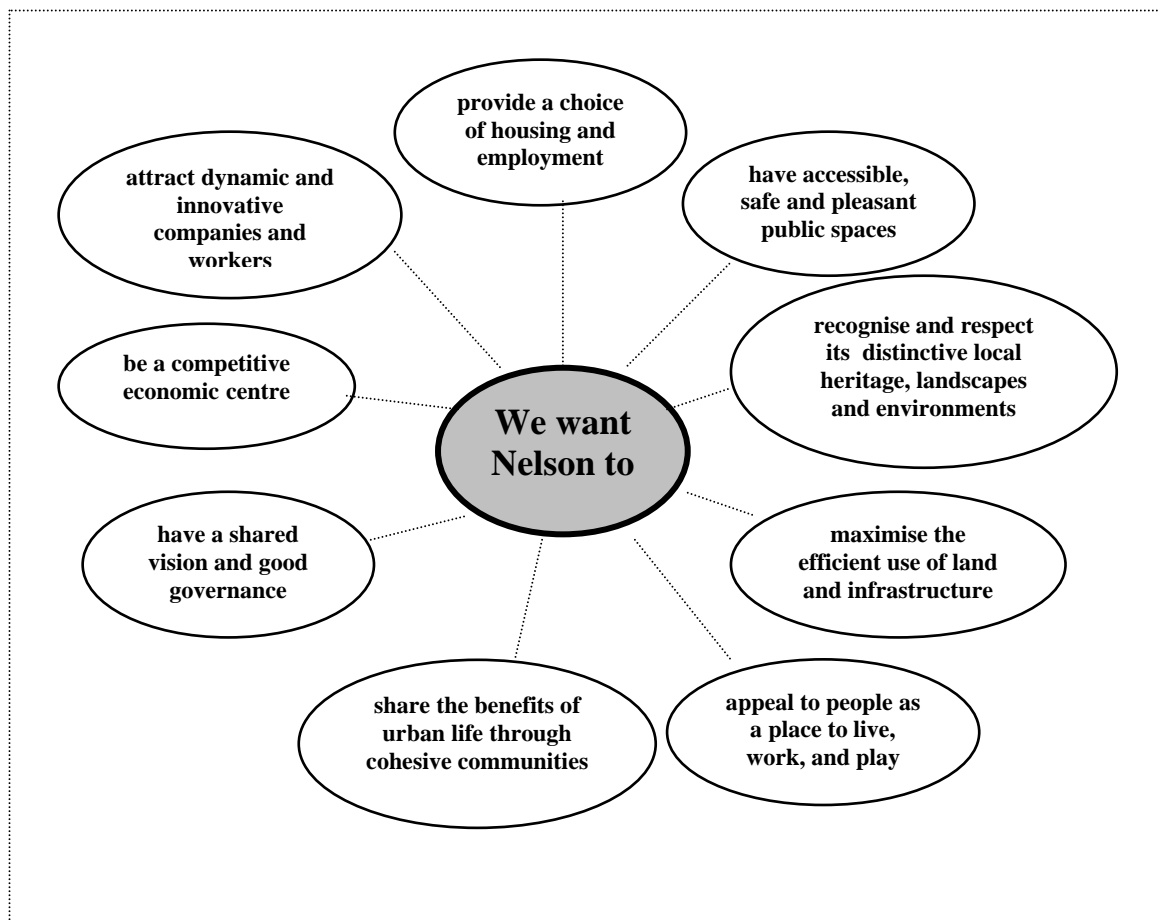 provide a choice
of housing and
employment
attract dynamic and
innovative
companies and
workers
have accessible,
safe and pleasant
public spaces
recognise and respect
its distinctive local
heritage, landscapes
and environments
be a competitive
economic centre
We want
Nelson to
have a shared
vision and good
governance
maximise the
efficient use of land
and infrastructure
share the benefits of
urban life through
cohesive communities
appeal to people as
a place to live,
work, and play